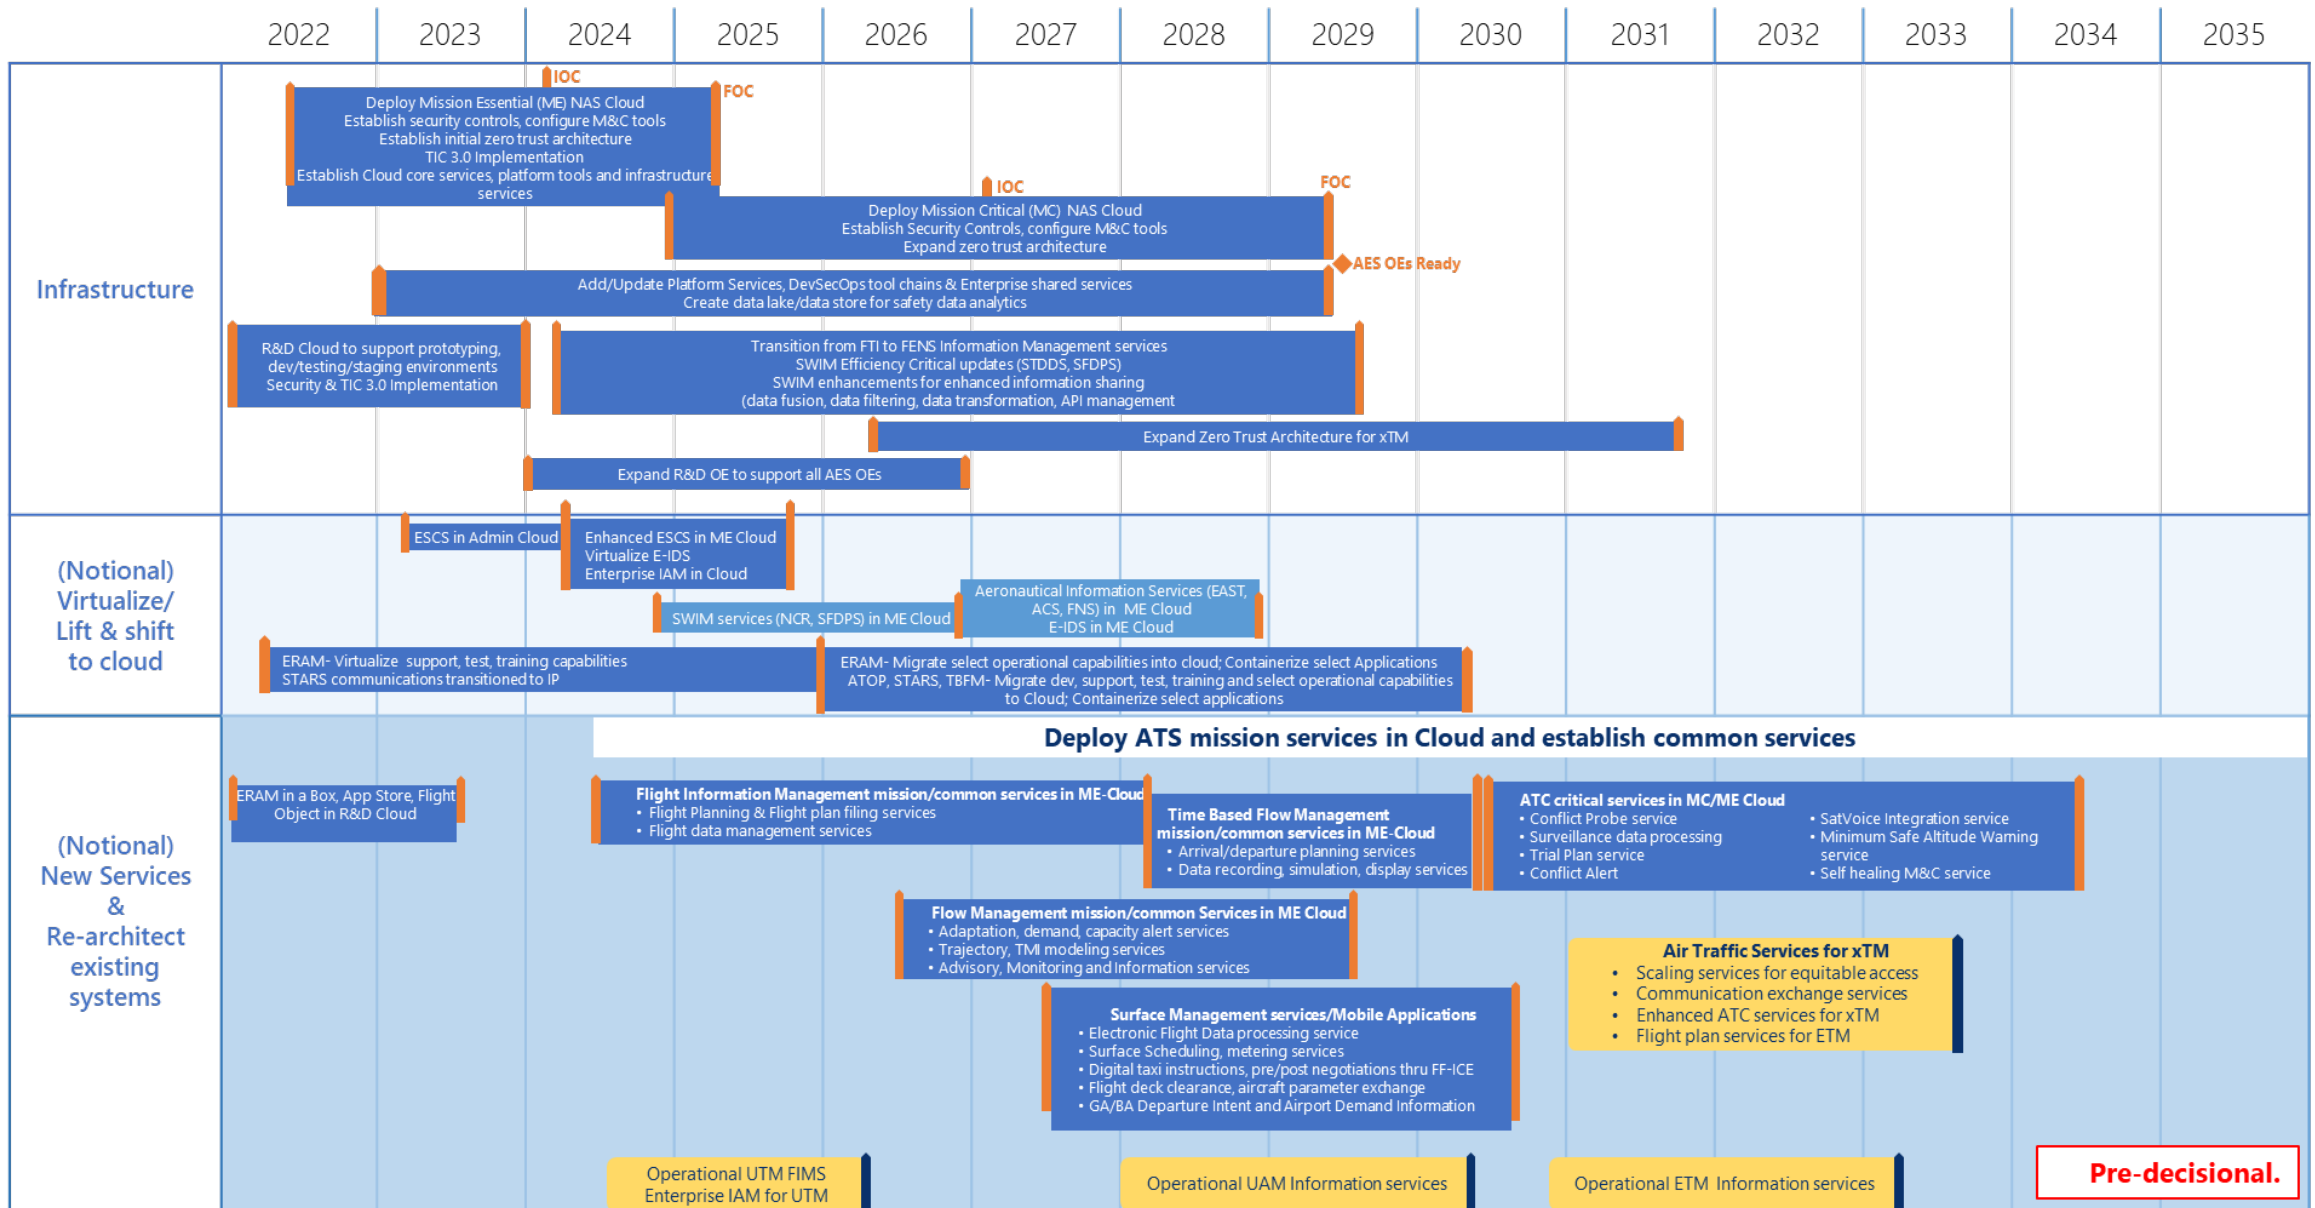 2022 2023 2024 2025 2026 2027 2028 2029 2030 2031 2032 2033 2034 2035
Infrastructure
IOC
FOC
Deploy Mission Essential (ME) NAS Cloud
Establish security controls, configure M&C tools
Establish initial zero trust architecture
TIC 3.0 Implementation
Establish Cloud core services, platform tools and infrastructure
services
IOC
FOC
Deploy Mission Critical (MC) NAS Cloud
Establish Security Controls, configure M&C tools
Expand zero trust architecture
AES OEs Ready
Add/Update Platform Services, DevSecOps tool chains & Enterprise shared services
Create data lake/data store for safety data analytics
R&D Cloud to support prototyping,
dev/testing/staging environments
Security & TIC 3.0 Implementation
Transition from FTI to FENS Information Management services
SWIM Efficiency Critical updates (STDDS, SFDPS)
SWIM enhancements for enhanced information sharing
(data fusion, data filtering, data transformation, API management
Expand Zero Trust Architecture for xTM
Expand R&D OE to support all AES OEs
(Notional)
Virtualize/
Lift & shift
to cloud
ESCS in Admin Cloud
Enhanced ESCS in ME Cloud
Virtualize E-IDS
Enterprise IAM in Cloud
SWIM services (NCR, SFDPS) in ME Cloud
Aeronautical Information Services (EAST,
ACS, FNS) in ME Cloud
E-IDS in ME Cloud
ERAM- Virtualize support, test, training capabilities
STARS communications transitioned to IP
ERAM- Migrate select operational capabilities into cloud; Containerize select Applications
ATOP, STARS, TBFM- Migrate dev, support, test, training and select operational capabilities
to Cloud; Containerize select applications
(Notional)
New Services
&
Re-architect
existing
systems
Deploy ATS mission services in Cloud and establish common services
ERAM in a Box, App Store, Flight
Object in R&D Cloud
Flight Information Management mission/common services in ME-Cloud
• Flight Planning & Flight plan filing services
• Flight data management services
Time Based Flow Management
mission/common services in ME-Cloud
• Arrival/departure planning services
• Data recording, simulation, display services
ATC critical services in MC/ME Cloud
• Conflict Probe service
• Surveillance data processing
• Trial Plan service
• Conflict Alert
• SatVoice Integration service
• Minimum Safe Altitude Warning
service
• Self healing M&C service
Flow Management mission/common Services in ME Cloud
• Adaptation, demand, capacity alert services
• Trajectory, TMI modeling services
• Advisory, Monitoring and Information services
Air Traffic Services for xTM
• Scaling services for equitable access
• Communication exchange services
• Enhanced ATC services for xTM
• Flight plan services for ETM
Surface Management services/Mobile Applications
• Electronic Flight Data processing service
• Surface Scheduling, metering services
• Digital taxi instructions, pre/post negotiations thru FF-ICE
• Flight deck clearance, aircraft parameter exchange
• GA/BA Departure Intent and Airport Demand Information
Operational UTM FIMS
Enterprise IAM for UTM
Operational UAM Information services
Operational ETM Information services
Pre-decisional.